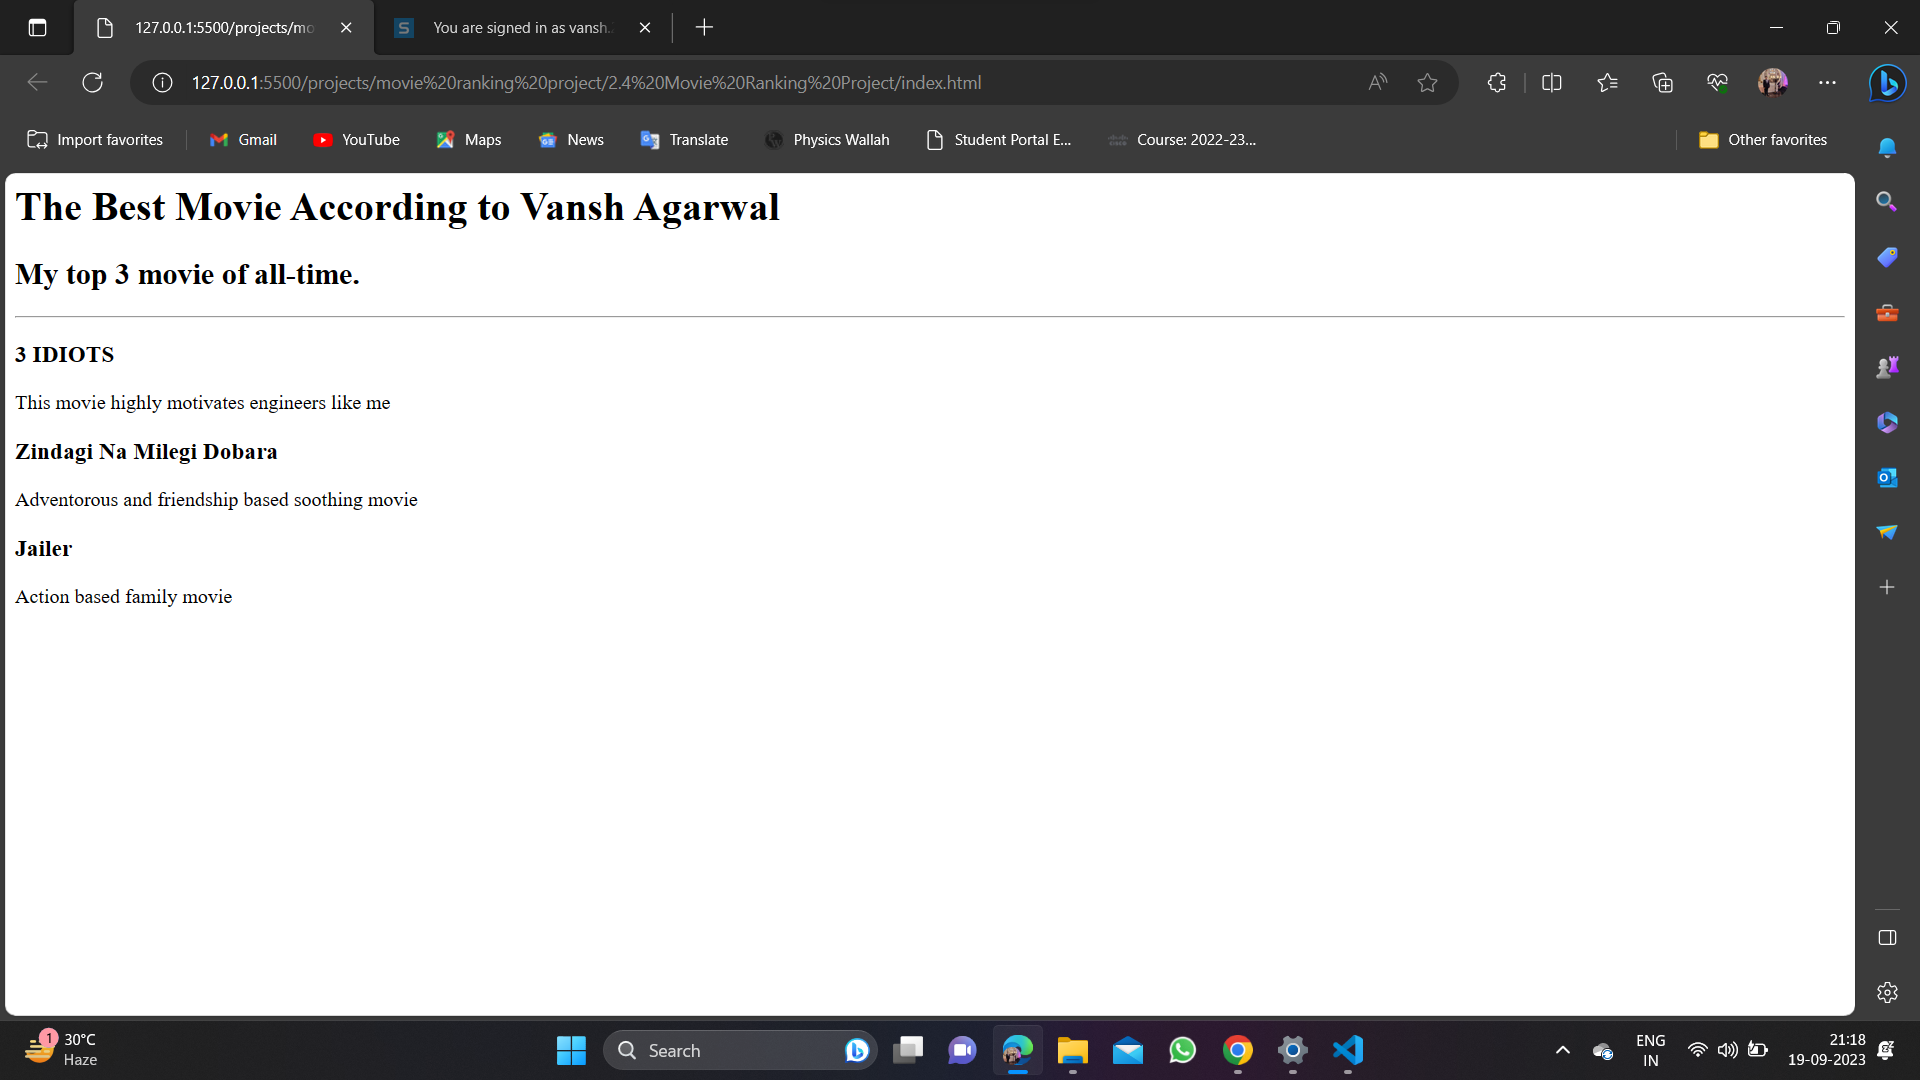 127.0.0.1:5500/projects/mo
You are signed in as vansh.
127.0.0.1:5500/projects/movie%20ranking%20project/2.4%20Movie%20Ranking%20Project/index.html
Import favorites
Gmail
YouTube
Maps
News
Translate
Physics Wallah
Student Portal E...
Course: 2022-23...
Other favorites
The Best Movie According to Vansh Agarwal
My top 3 movie of all-time.
3 IDIOTS
This movie highly motivates engineers like me
Zindagi Na Milegi Dobara
Adventorous and friendship based soothing movie
Jailer
Action based family movie
1
30°C
Haze
Search
ENG
IN
21:18
19-09-2023